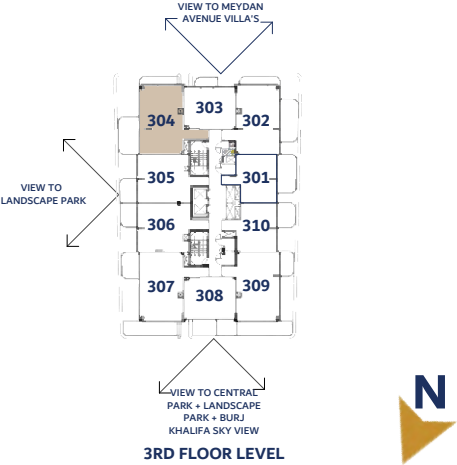 VIEW TO MEYDAN
AVENUE VILLA'S
303
304
302
305
301
VIEW TO
LANDSCAPE PARK
306
310
307
309
308
VIEW TO CENTRAL
PARK + LANDSCAPE
PARK + BURJ
KHALIFA SKY VIEW
3RD FLOOR LEVEL
N